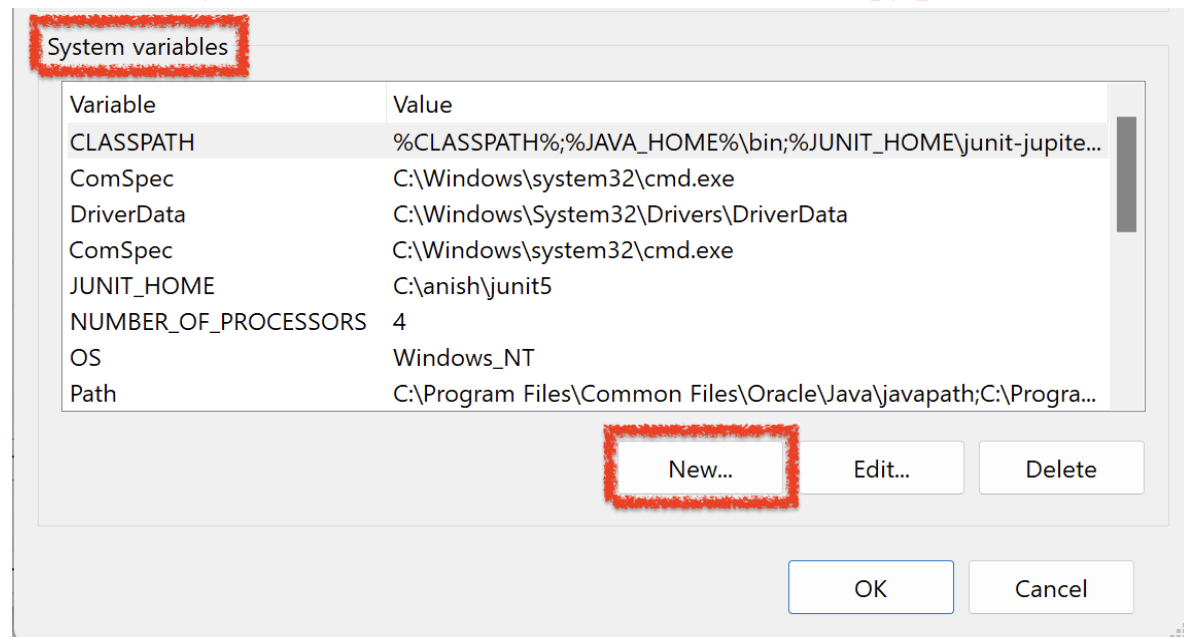 System variables
Variable Value
CLASSPATH %CLASSPATH%;%JAVA_HOME%\bin;%JUNIT_HOME\junit-jupite...
ComSpec C:\Windows\system32\cmd.exe
DriverData C:\Windows\System32\Drivers\DriverData
ComSpec C:\Windows\system32\cmd.exe
JUNIT_HOME C:\anish\junit5
NUMBER_OF_PROCESSORS 4
OS Windows_NT
Path C:\Program Files\Common Files\Oracle\Java\javapath;C:\Progra...
New... Edit... Delete
OK Cancel